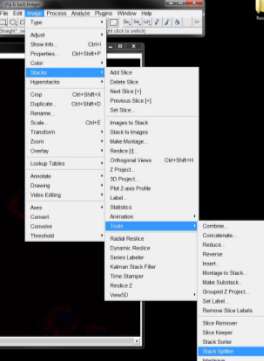 File Edit Image Process Analyze Plugins Window Help
Type
Adjust
Show Info... Ctrl+I
Properties... Ctrl+Shift+P
Color
Stacks
Hyperstacks
Crop Ctrl+Shift+X
Duplicate... Ctrl+Shift+D
Rename...
Scale... Ctrl+E
Transform
Zoom
Overlay
Lookup Tables
Annotate
Drawing
Video Editing
Axes
Convert
Convolve
Threshold
Add Slice
Delete Slice
Next Slice [>]
Previous Slice [<]
Set Slice...
Images to Stack
Stack to Images
Make Montage...
Reslice [/]...
Orthogonal Views Ctrl+Shift+H
Z Project...
3D Project...
Plot Z-axis Profile
Label...
Statistics
Animation
Tools
Radial Reslice
Dynamic Reslice
Series Labeler
Kalman Stack Filter
Time Stamper
Reslice Z
View5D
Combine...
Concatenate...
Reduce...
Reverse
Insert...
Montage to Stack...
Make Substack...
Grouped Z Project...
Set Label...
Remove Slice Labels
Slice Remover
Slice Keeper
Stack Sorter
Stack Splitter